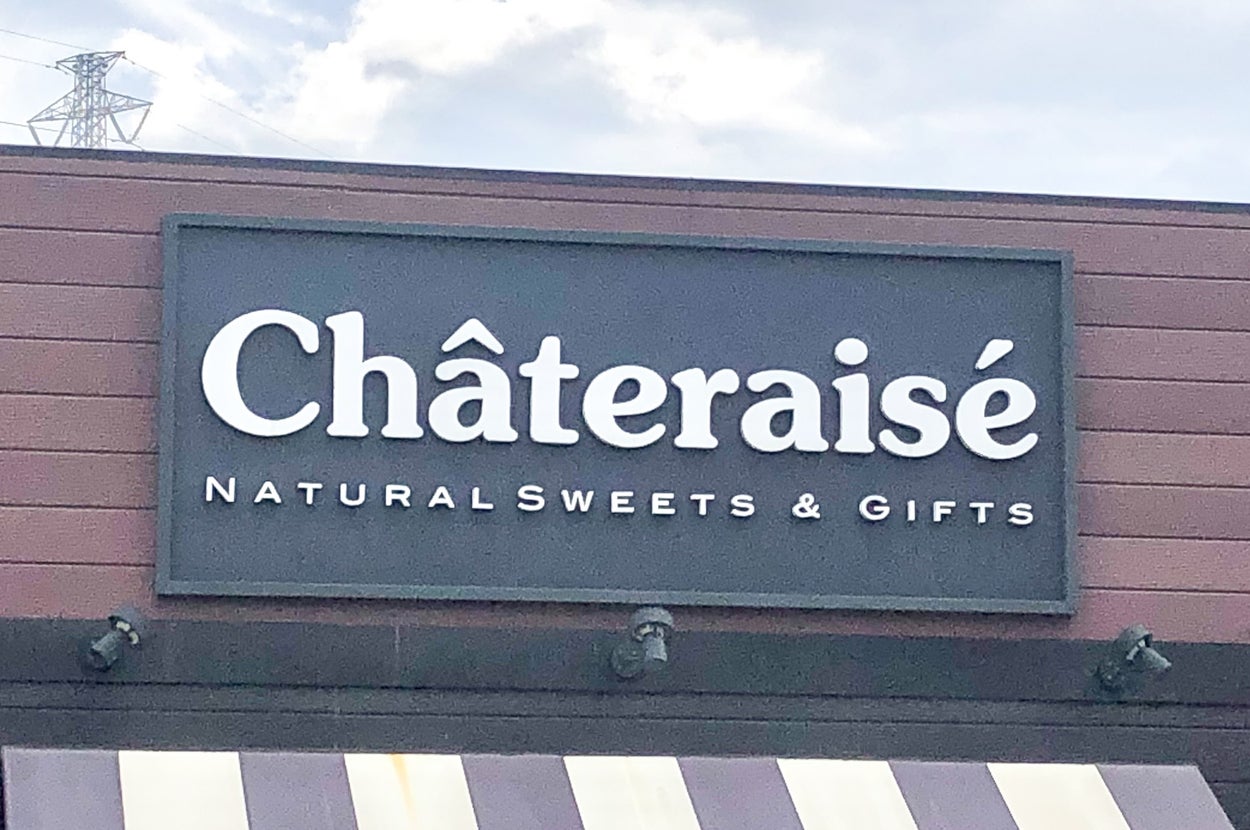 Châteraisé
NATURAL SWEETS & GIFTS